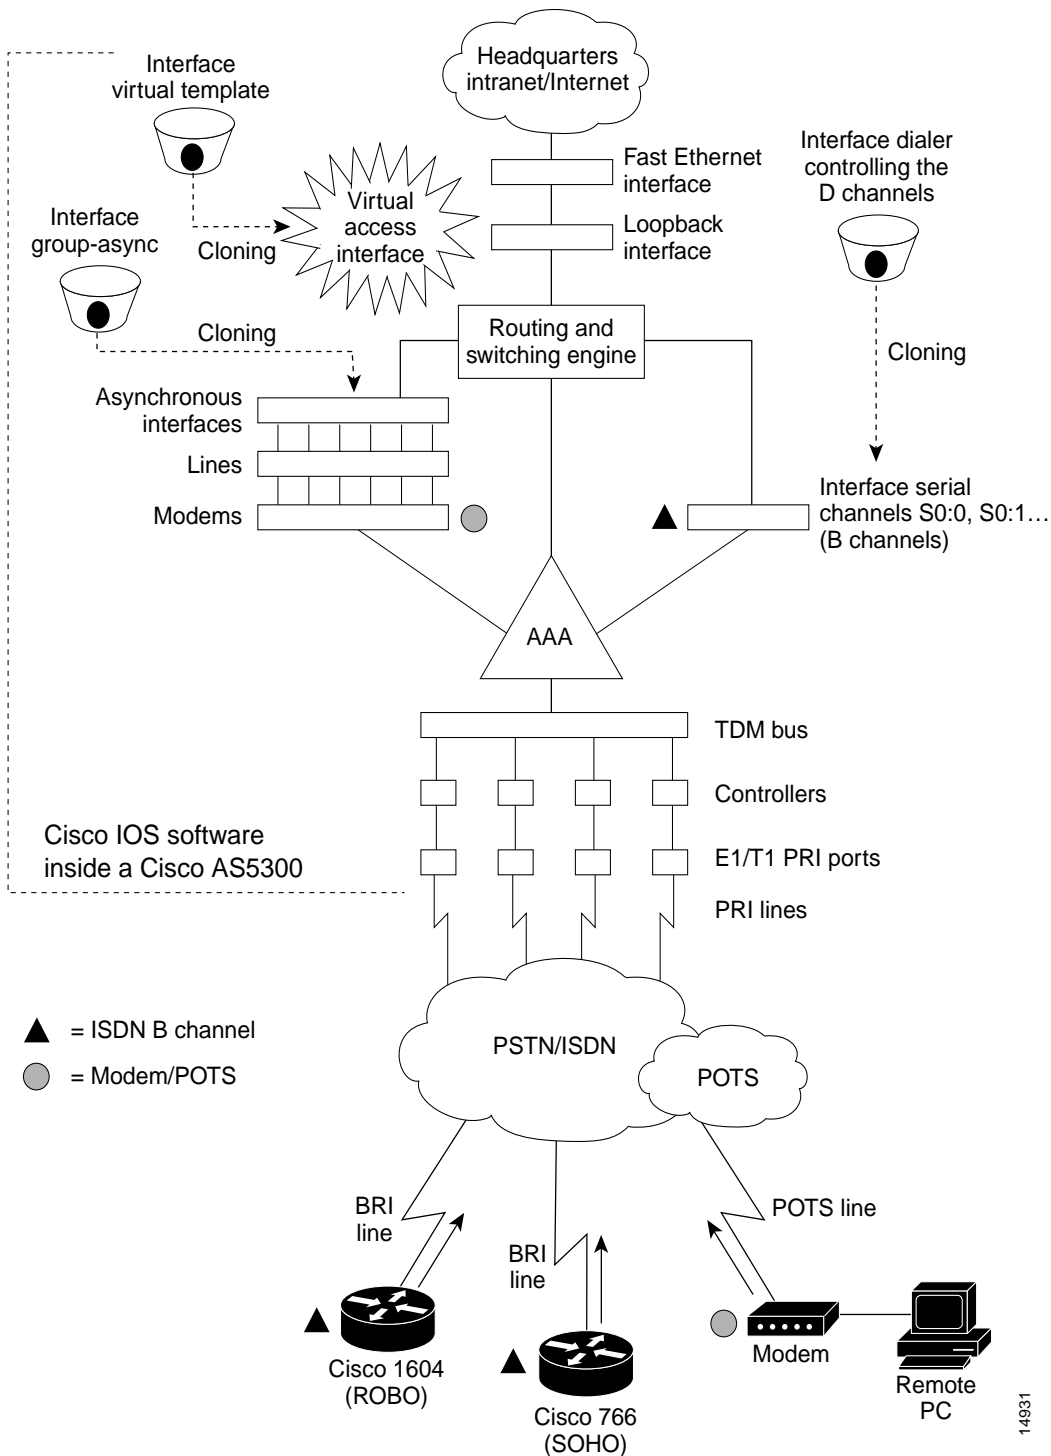 Headquarters
intranet/Internet
Interface
virtual template
Interface dialer
controlling the
D channels
Fast Ethernet
interface
Virtual
access
interface
Loopback
interface
Interface
group-async
Cloning
Cloning
Routing and
switching engine
Cloning
Asynchronous
interfaces
Lines
Modems
Interface serial
channels S0:0, S0:1…
(B channels)
AAA
TDM bus
Controllers
Cisco IOS software
inside a Cisco AS5300
E1/T1 PRI ports
PRI lines
= ISDN B channel
= Modem/POTS
PSTN/ISDN
POTS
BRI
line
BRI
line
POTS line
Cisco 1604
(ROBO)
Cisco 766
(SOHO)
Modem
Remote
PC
14931